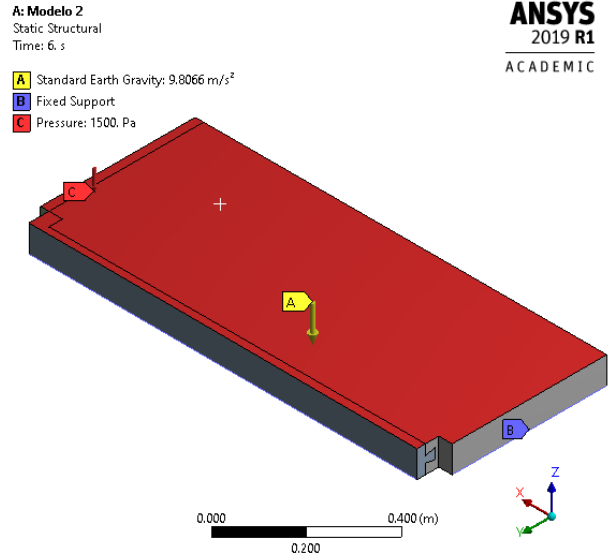 A: Modelo 2
Static Structural
Time: 6. s
A Standard Earth Gravity: 9.8066 m/s²
B Fixed Support
C Pressure: 1500. Pa
ANSYS
2019 R1
ACADEMIC
C
A
B
Z
X
Y
0.000 0.400 (m)
0.200